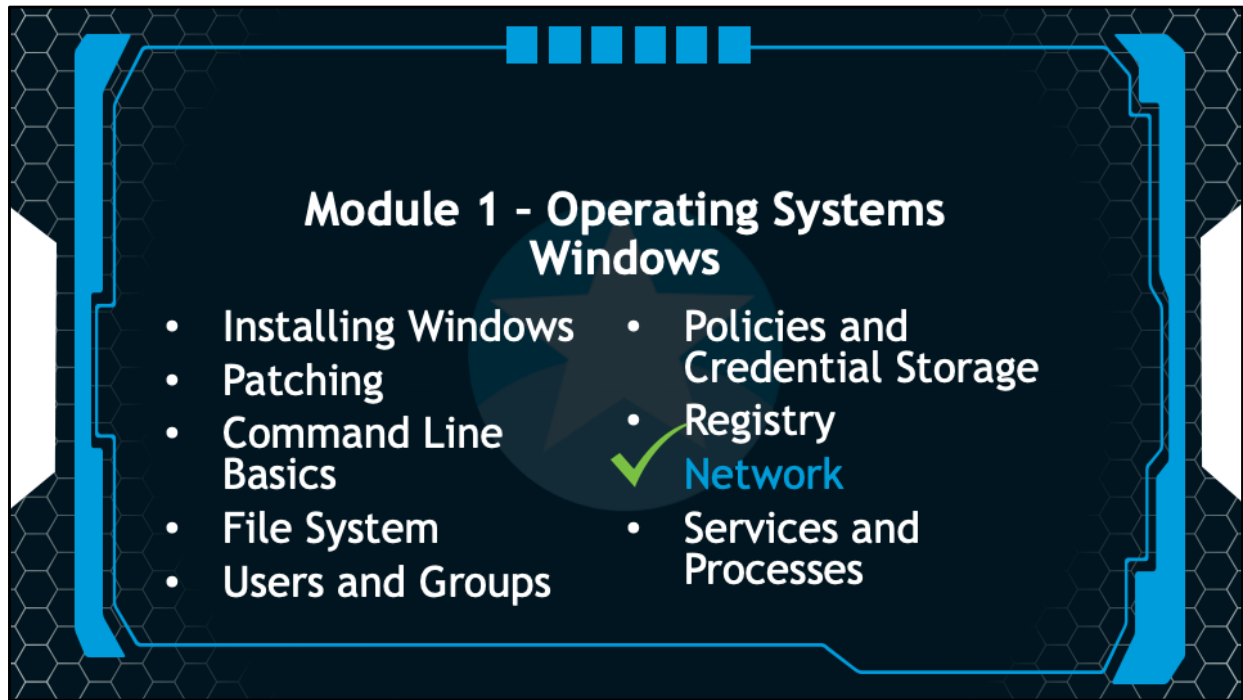 Module 1 – Operating Systems
Windows
• Installing Windows
• Patching
• Command Line
Basics
• File System
• Users and Groups
• Policies and
Credential Storage
• Registry
Network
• Services and
Processes